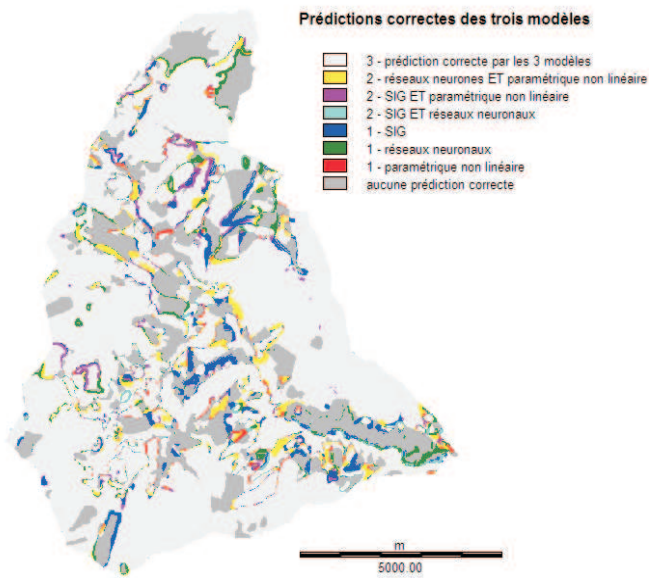 Prédictions correctes des trois modèles
3 - prédiction correcte par les 3 modèles
2 - réseaux neurones ET paramétrique non linéaire
2 - SIG ET paramétrique non linéaire
2 - SIG ET réseaux neuronaux
1 - SIG
1 - réseaux neuronaux
1 - paramétrique non linéaire
aucune prédiction correcte
m
5000.00